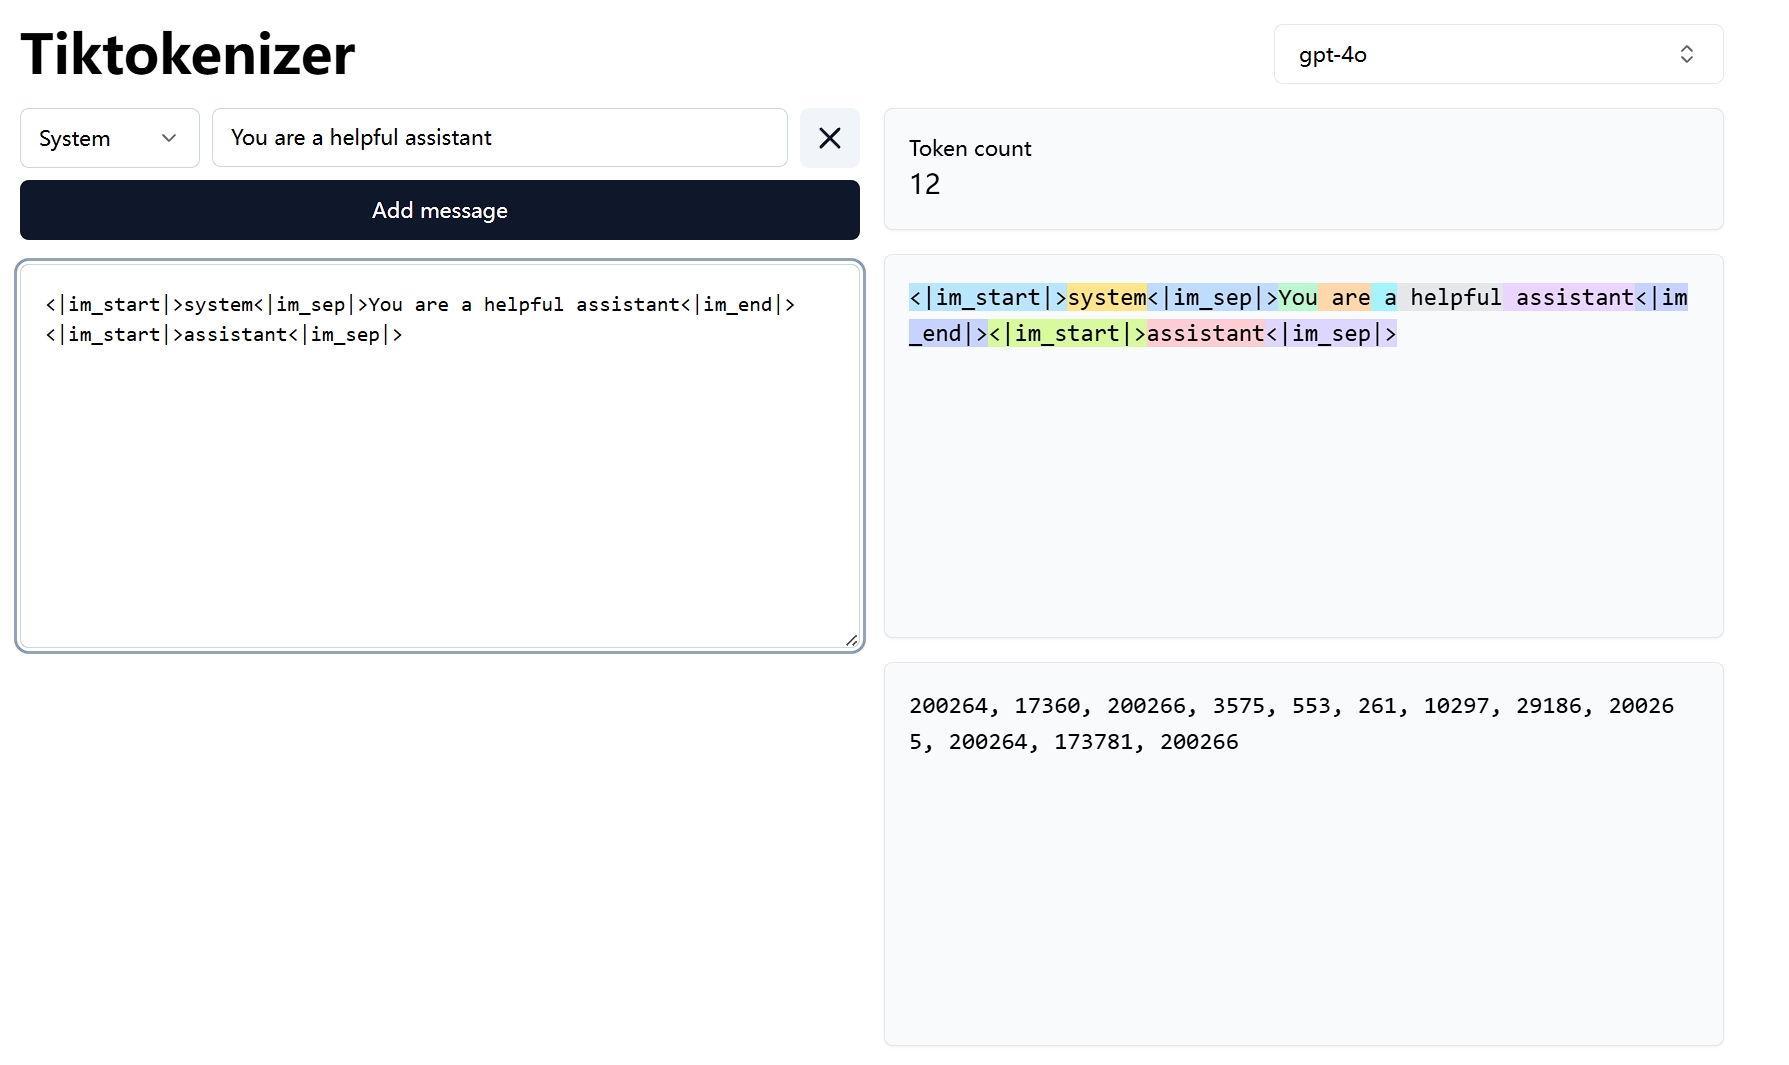 Tiktokenizer
gpt-4o
System
You are a helpful assistant
Add message
<|im_start|>system<|im_sep|>You are a helpful assistant<|im_end|>
<|im_start|>assistant<|im_sep|>
Token count
12
<|im_start|>system<|im_sep|>You are a helpful assistant<|im
_end|><|im_start|>assistant<|im_sep|>
200264, 17360, 200266, 3575, 553, 261, 10297, 29186, 20026
5, 200264, 173781, 200266